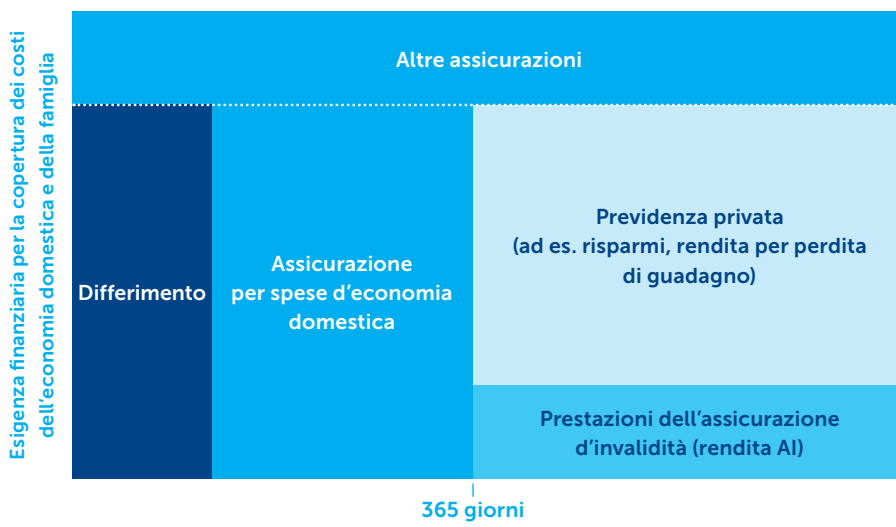 Esigenza finanziaria per la copertura dei costi
dell’economia domestica e della famiglia
Altre assicurazioni
Differimento
Assicurazione
per spese d’economia
domestica
Previdenza privata
(ad es. risparmi, rendita per perdita
di guadagno)
Prestazioni dell’assicurazione
d’invalidità (rendita AI)
365 giorni